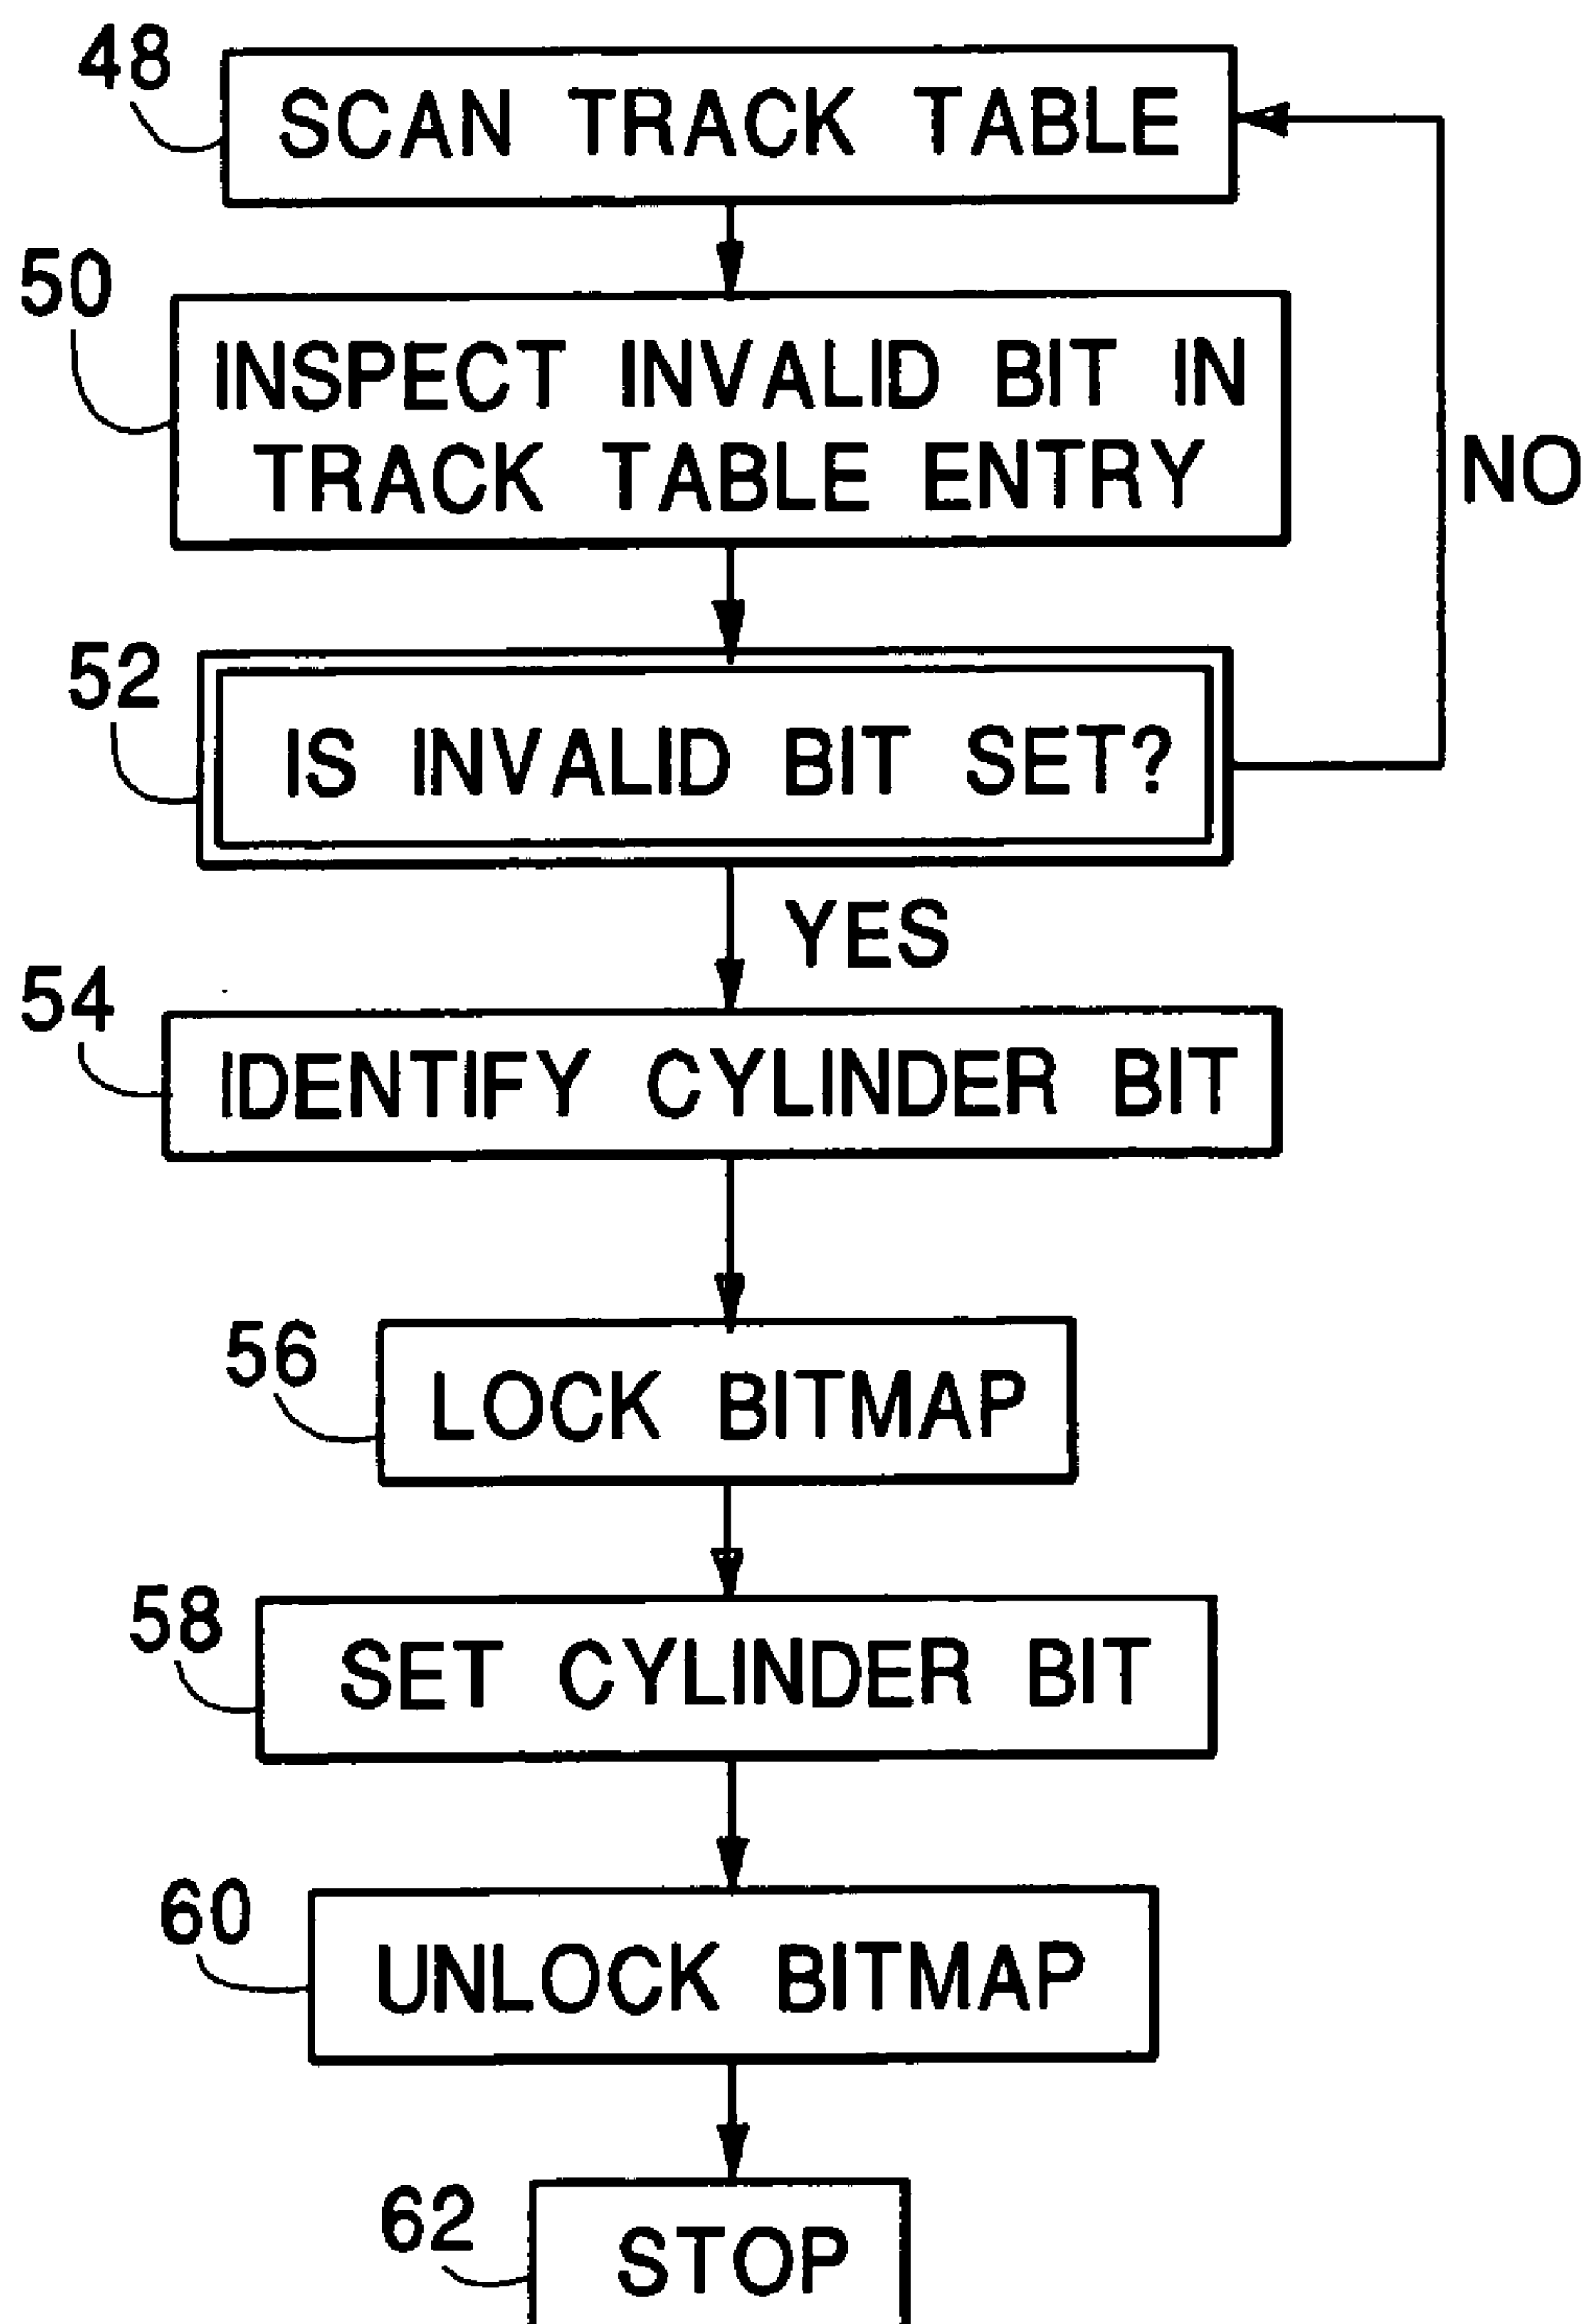 48
SCAN TRACK TABLE
50
INSPECT INVALID BIT IN
TRACK TABLE ENTRY
NO
52
IS INVALID BIT SET?
YES
54
IDENTIFY CYLINDER BIT
56
LOCK BITMAP
58
SET CYLINDER BIT
60
UNLOCK BITMAP
62
STOP